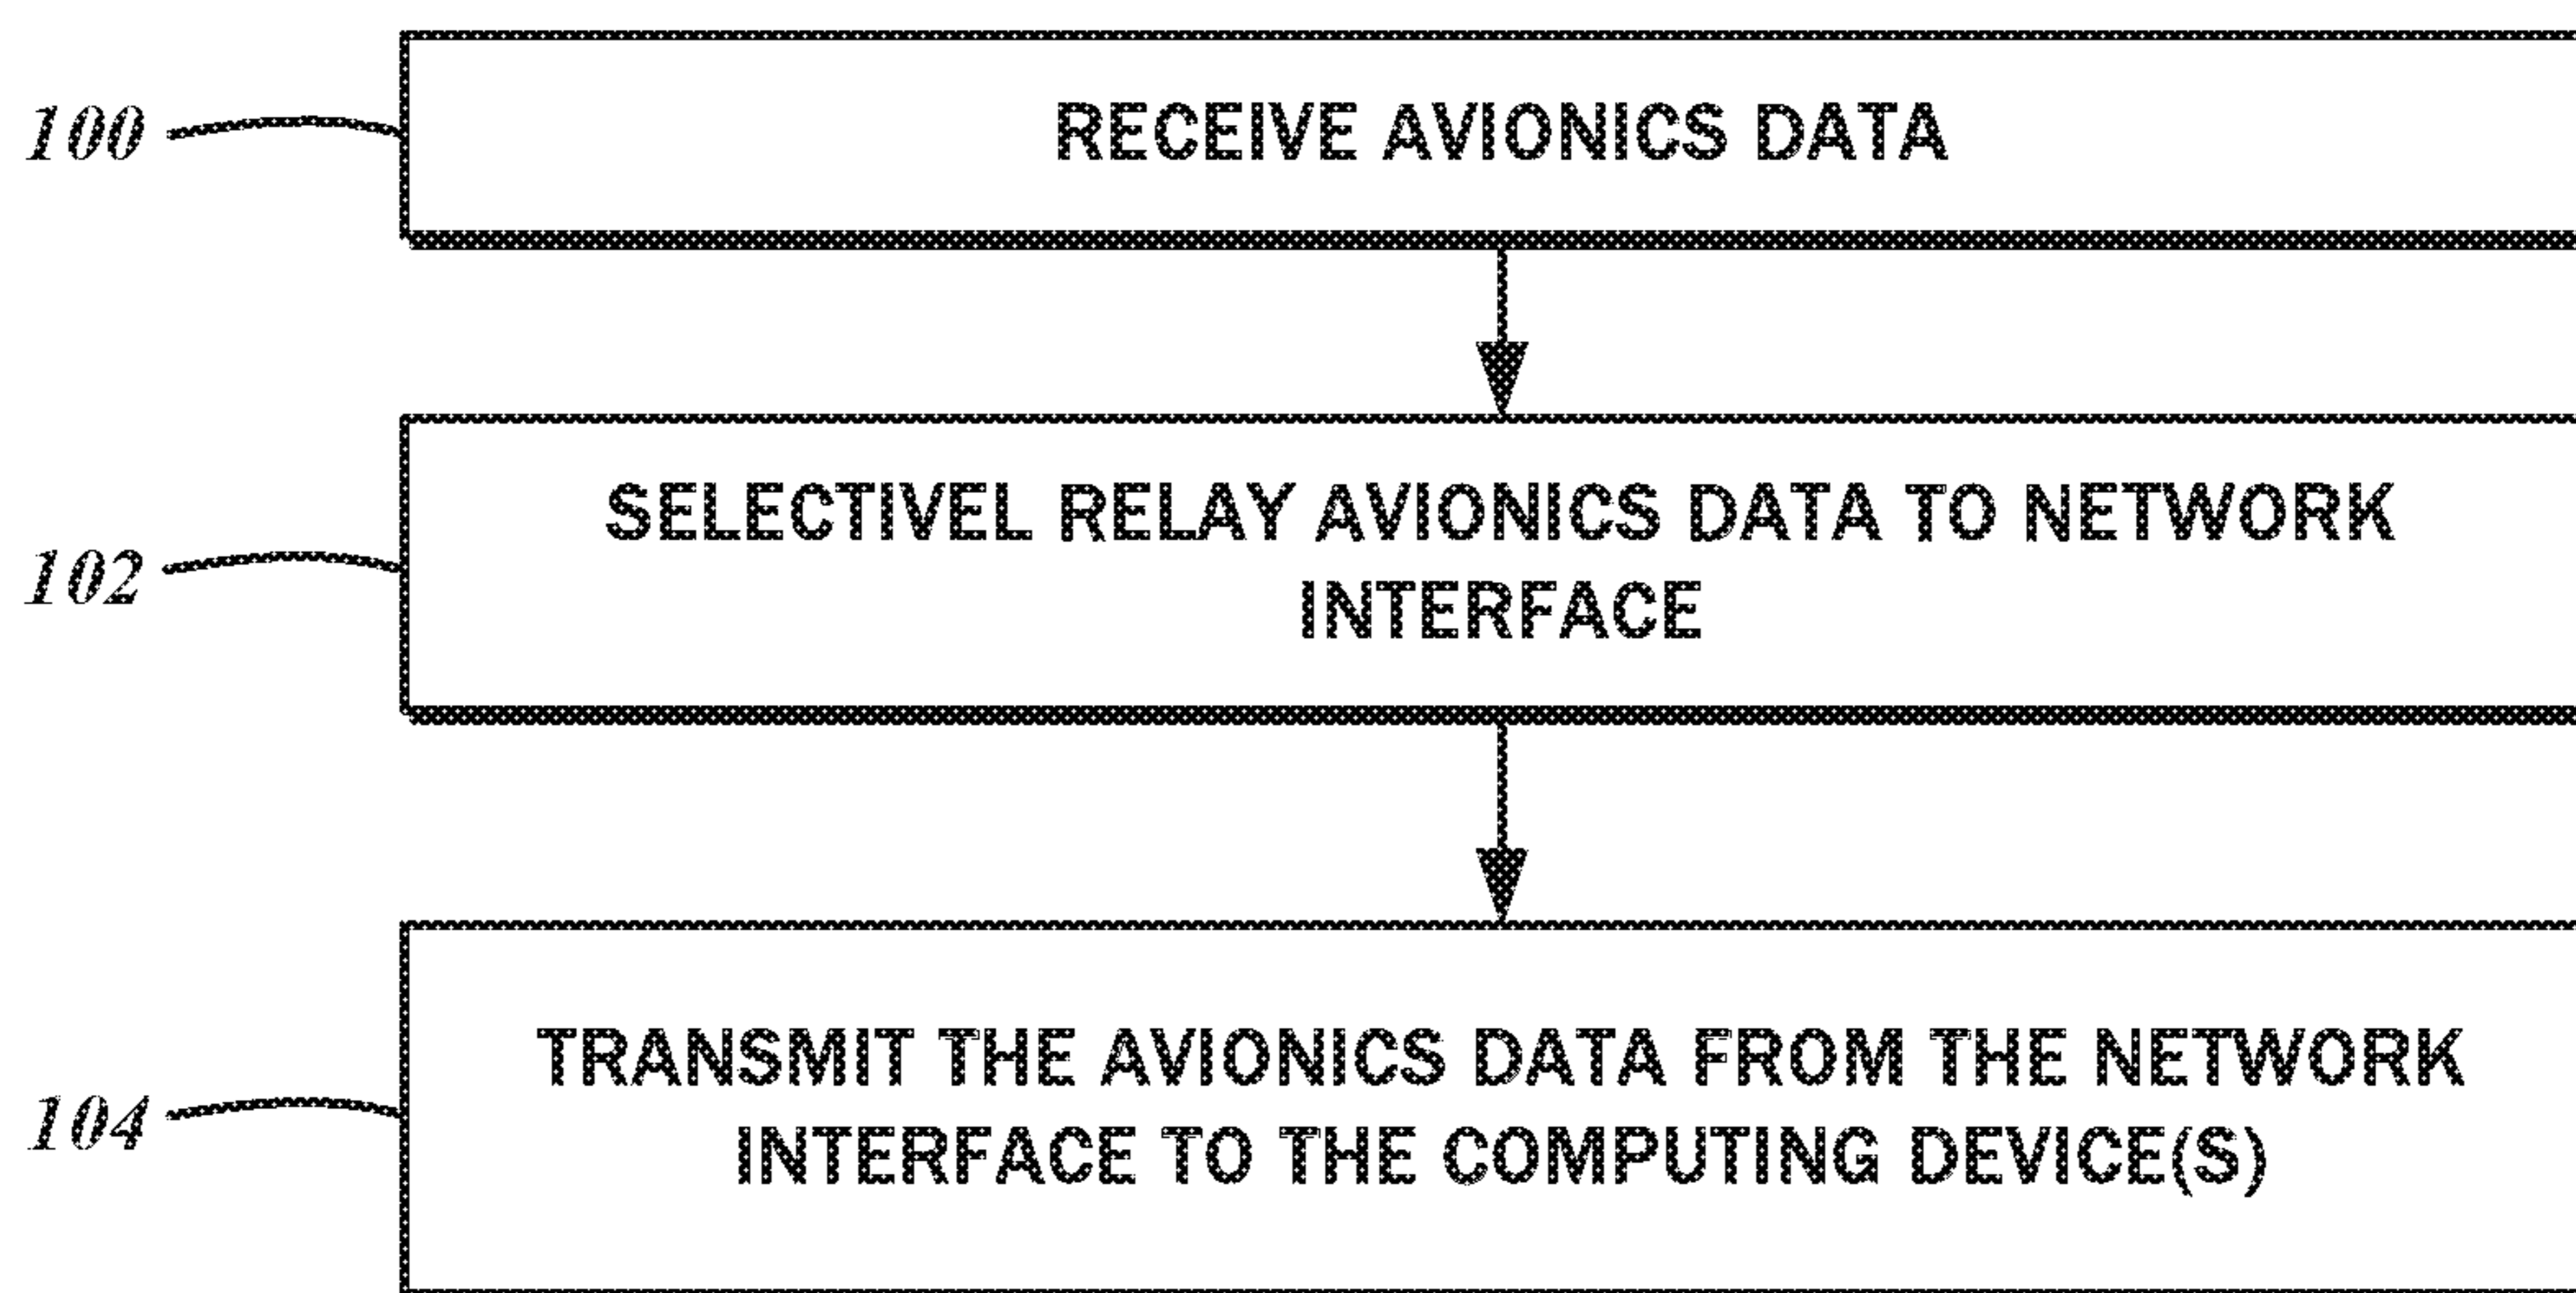 100
RECEIVE AVIONICS DATA
102
SELECTIVEL RELAY AVIONICS DATA TO NETWORK
INTERFACE
104
TRANSMIT THE AVIONICS DATA FROM THE NETWORK
INTERFACE TO THE COMPUTING DEVICE(S)